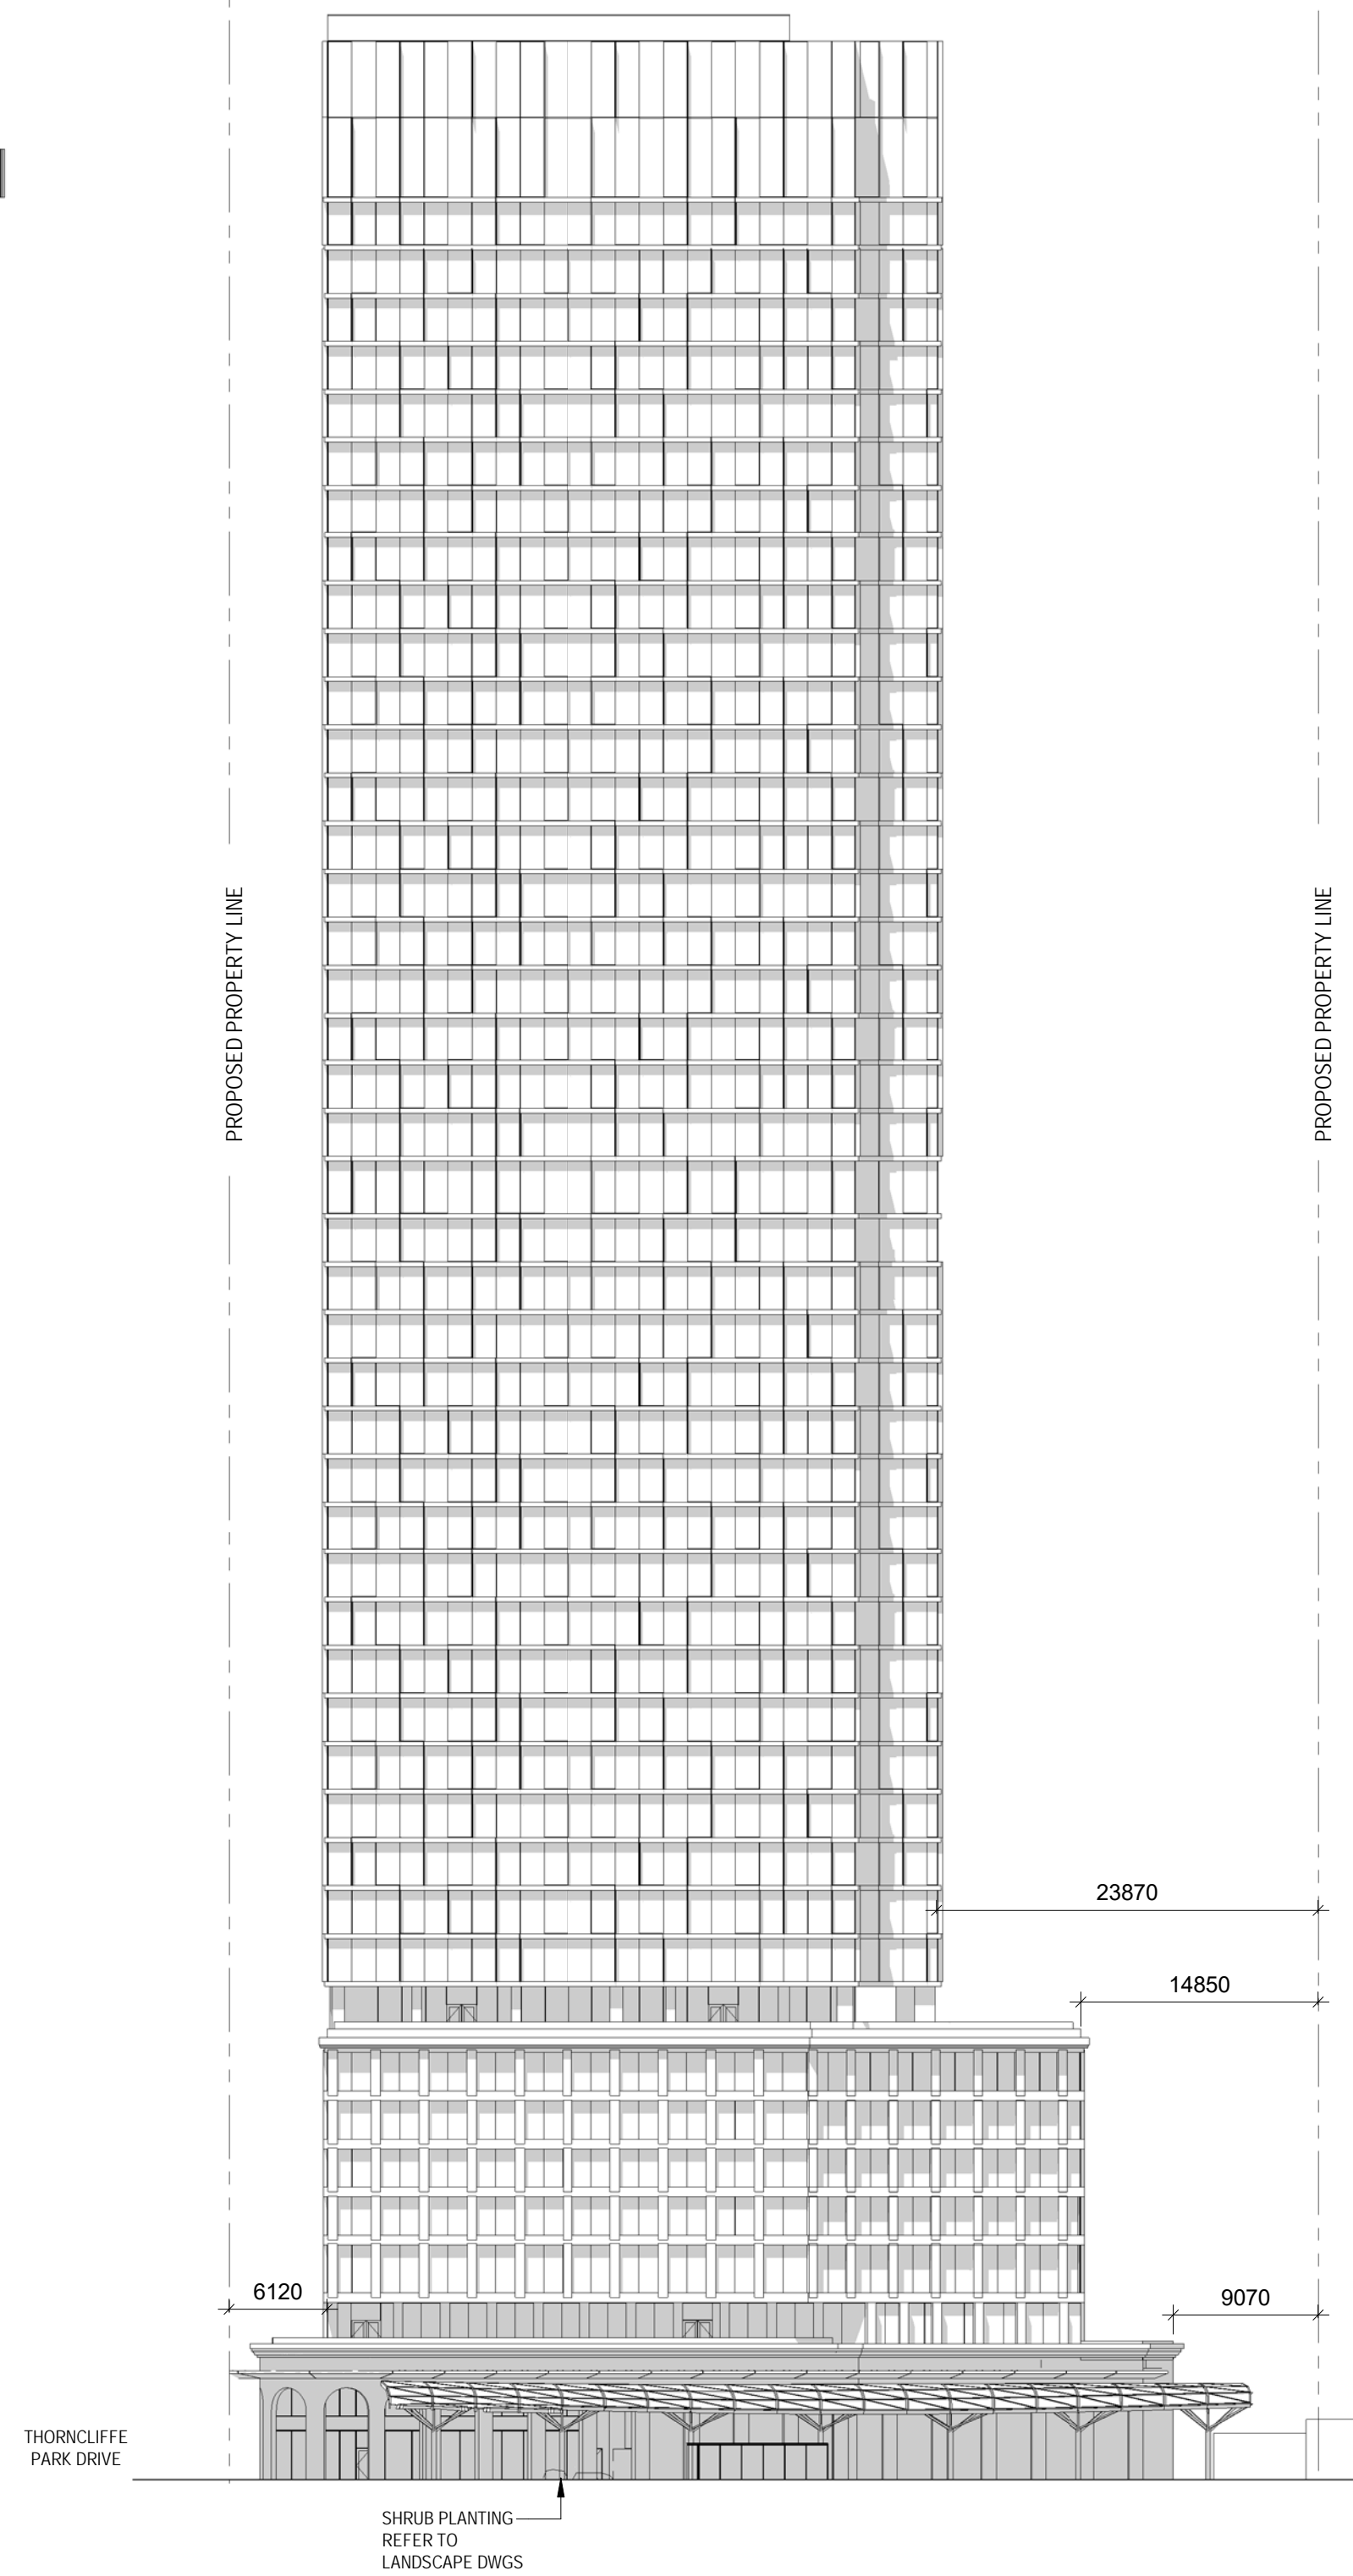 PROPOSED PROPERTY LINE
PROPOSED PROPERTY LINE
23870
14850
6120
9070
THORNCLIFFE
PARK DRIVE
SHRUB PLANTING
REFER TO
LANDSCAPE DWGS